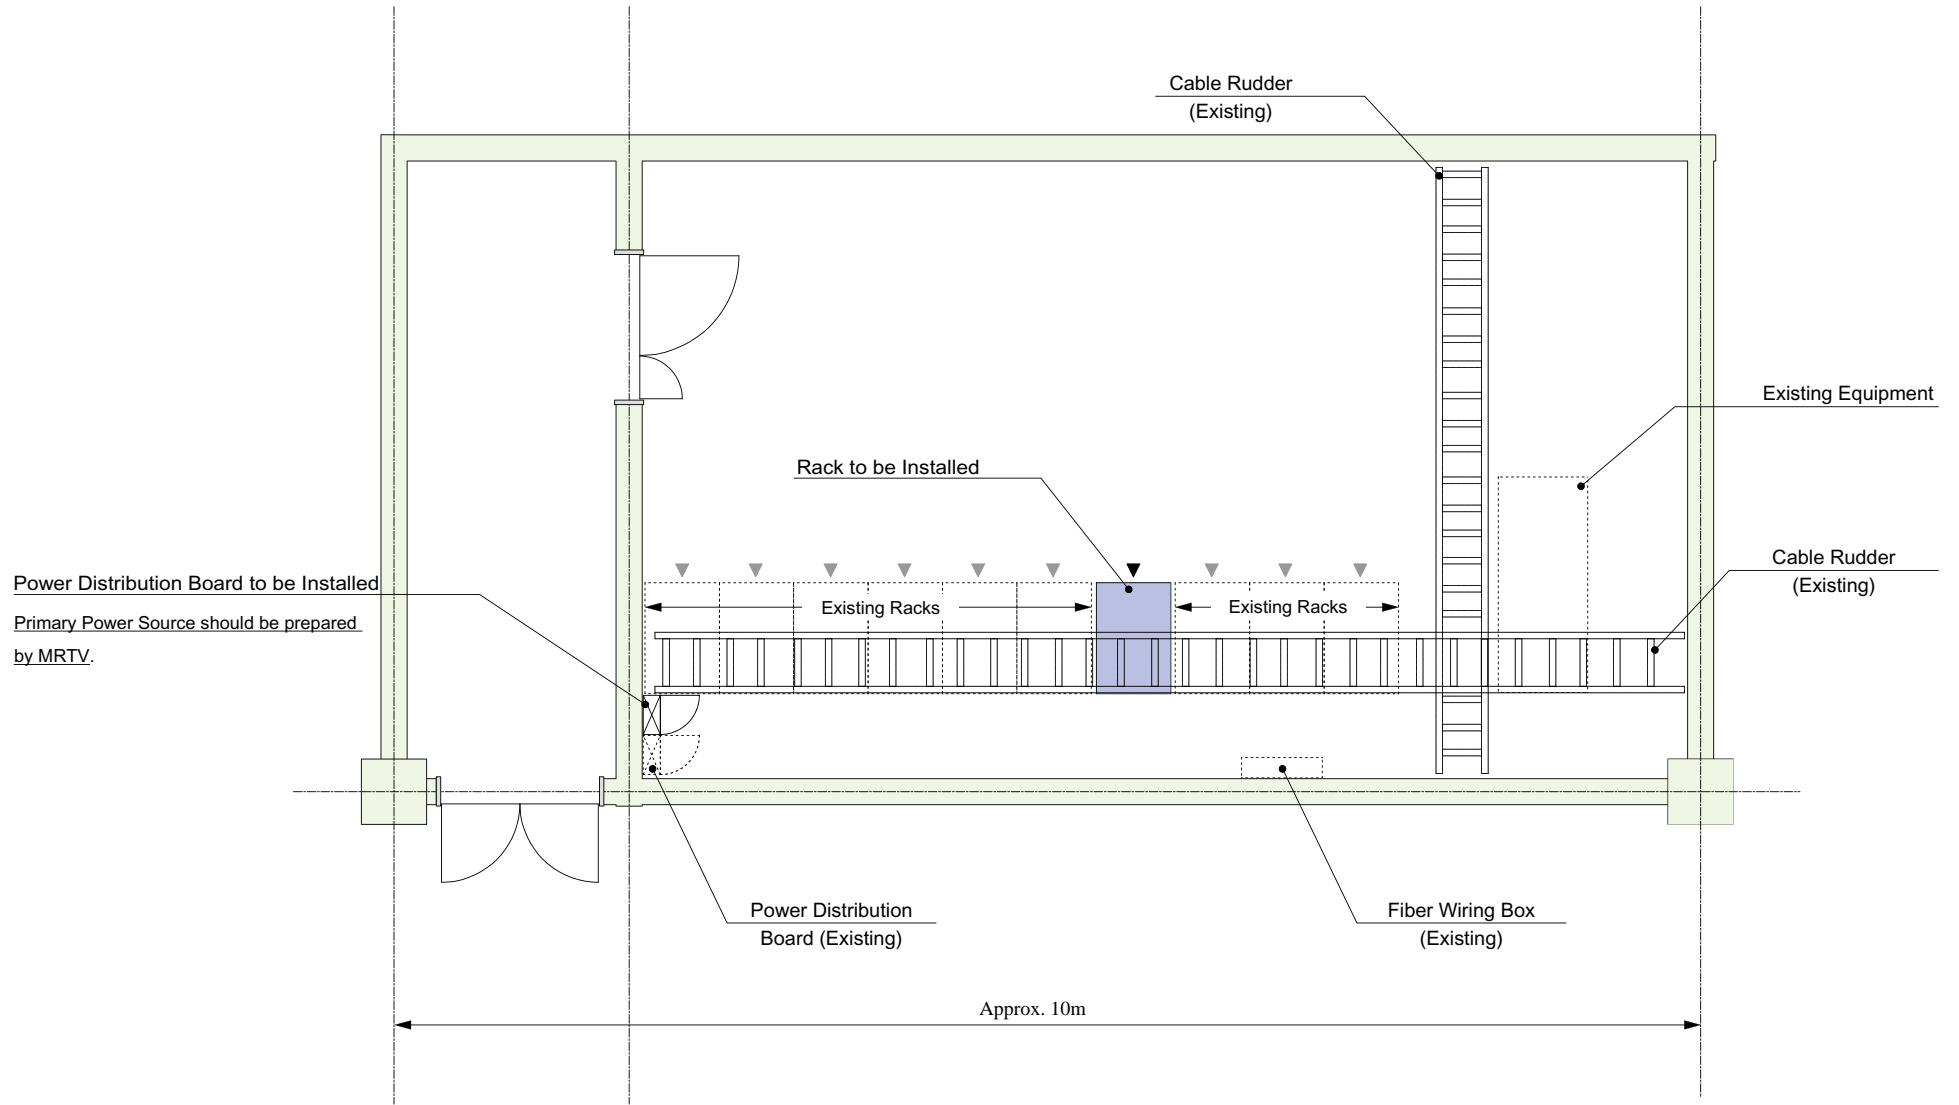 Cable Rudder
(Existing)
Existing Equipment
Rack to be Installed
Cable Rudder
(Existing)
Power Distribution Board to be Installed
Primary Power Source should be prepared
by MRTV.
Existing Racks
Existing Racks
Power Distribution
Board (Existing)
Fiber Wiring Box
(Existing)
Approx. 10m